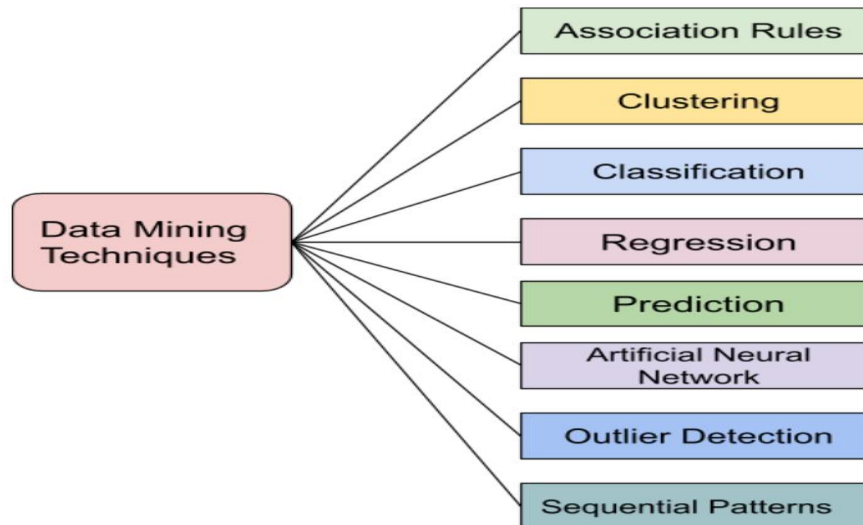 Data Mining
Techniques
Association Rules
Clustering
Classification
Regression
Prediction
Artificial Neural
Network
Outlier Detection
Sequential Patterns